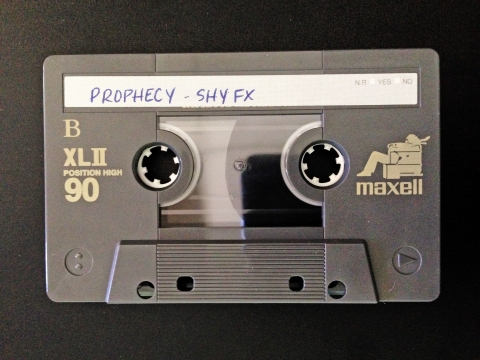 PROPHECY - SHY FX
N.R YES NO
B
XLII
POSITION HIGH
90
maxell